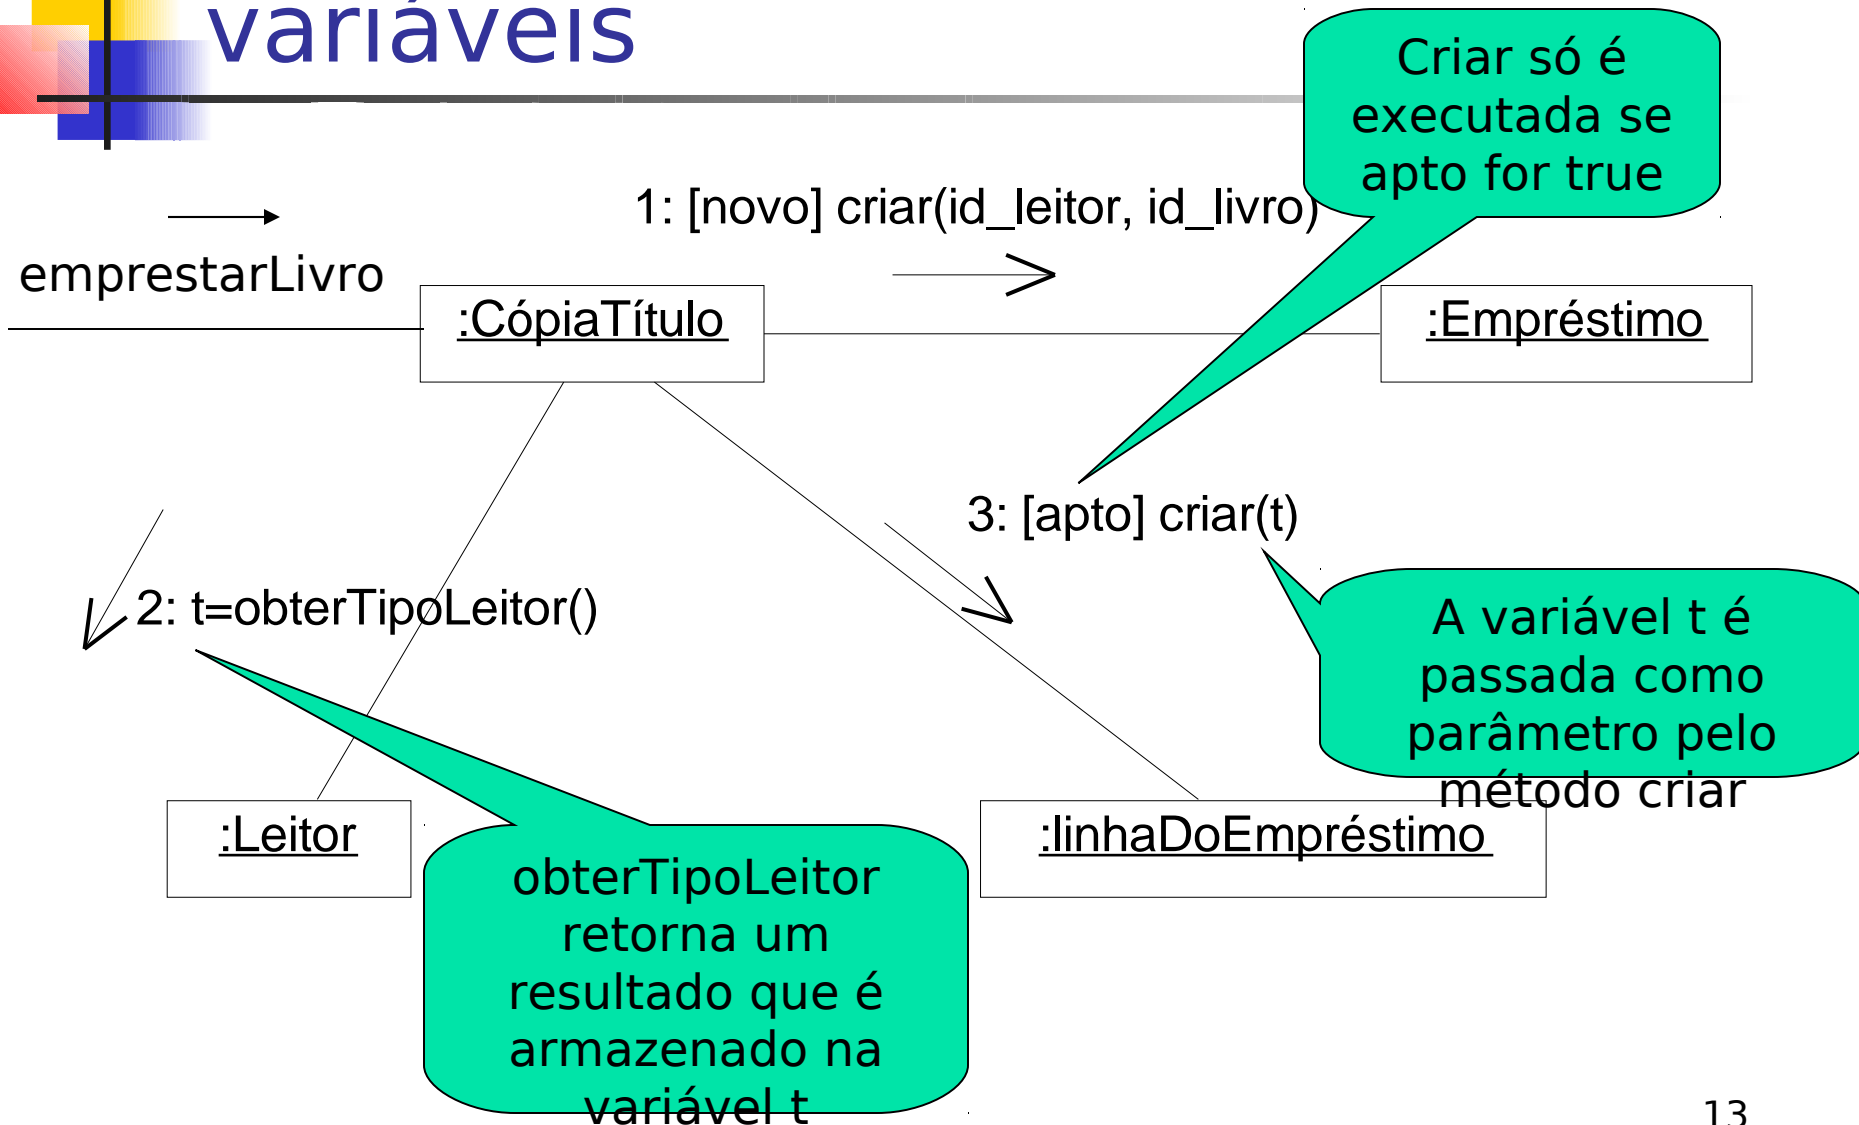 variáveis
Criar só é
executada se
apto for true
1: [novo] criar(id_leitor, id_livro)
emprestarLivro
:CópiaTítulo
:Empréstimo
3: [apto] criar(t)
2: t=obterTipoLeitor()
A variável t é
passada como
parâmetro pelo
método criar
:Leitor
:linhaDoEmpréstimo
obterTipoLeitor
retorna um
resultado que é
armazenado na
variável t
13